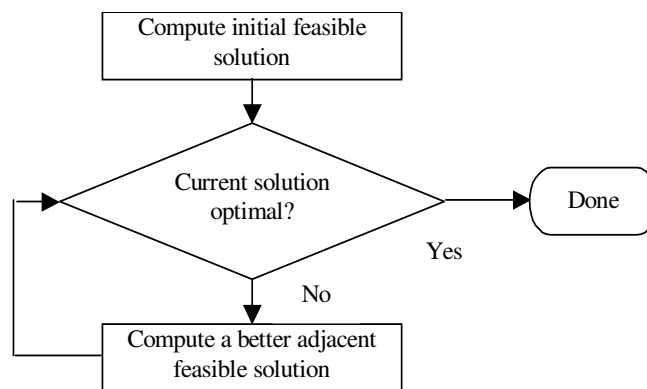 Compute initial feasible
solution
Current solution
optimal?
Done
Yes
No
Compute a better adjacent
feasible solution